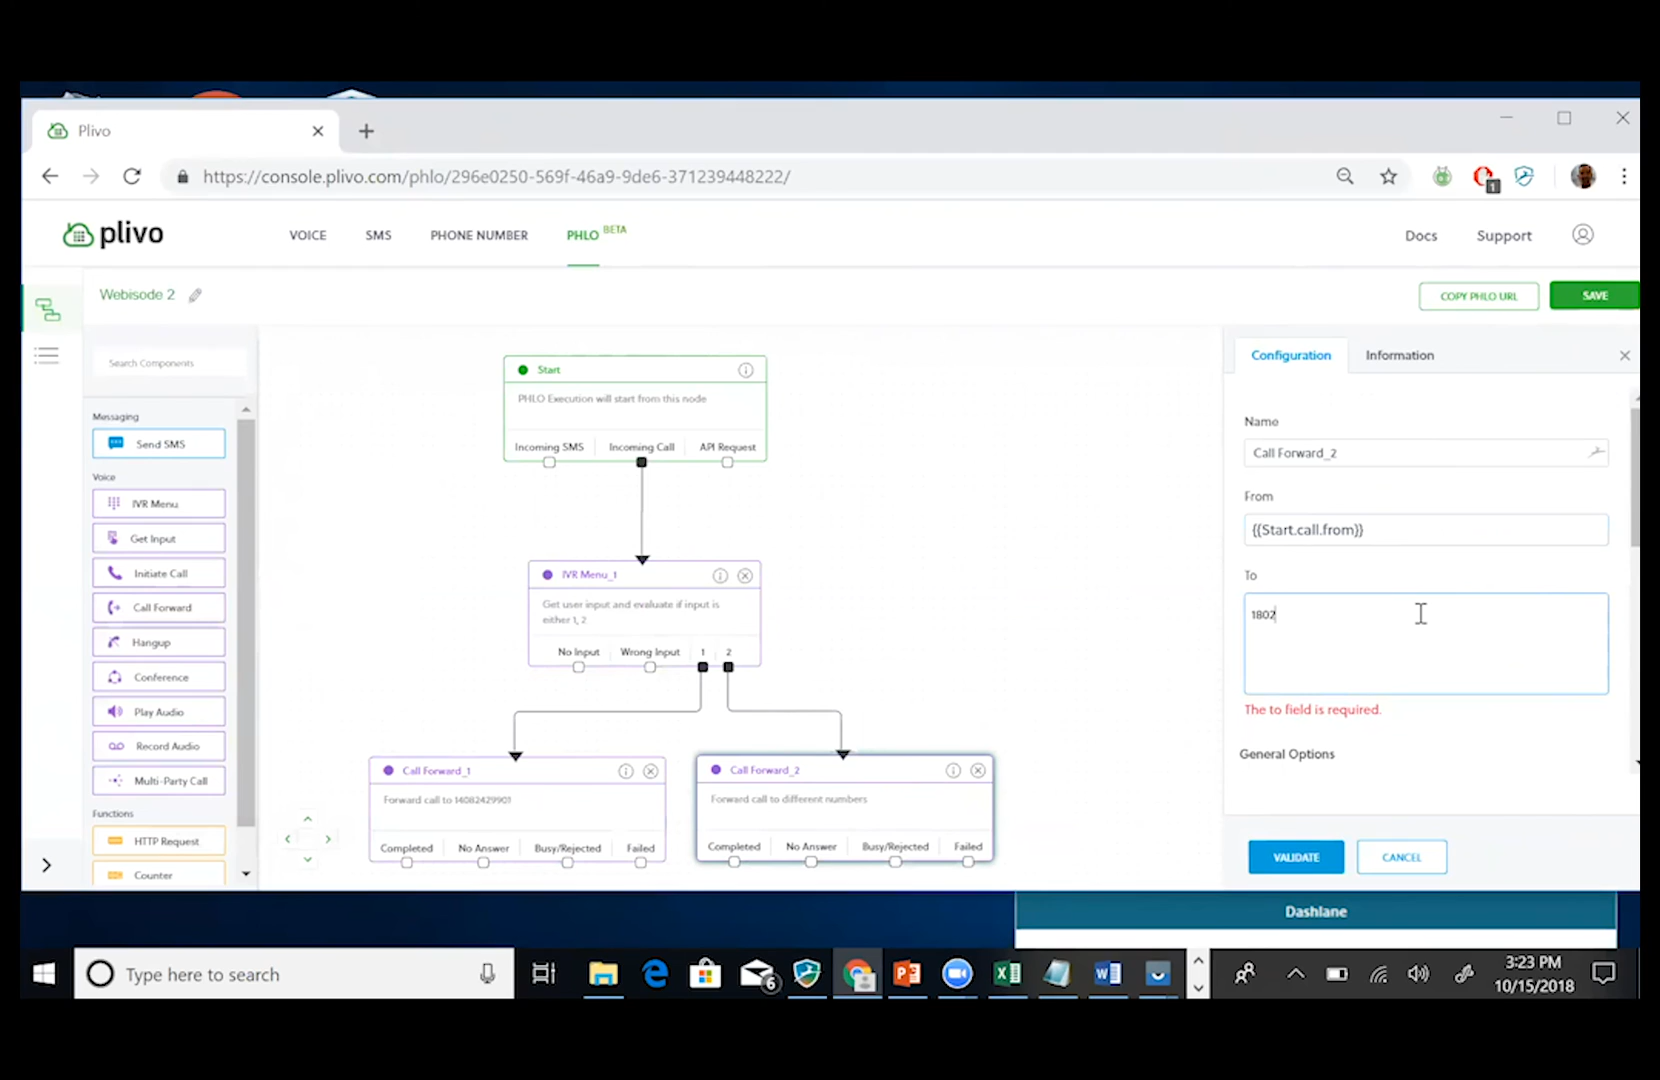 Plivo
https://console.plivo.com/phlo/296e0250-569f-46a9-9de6-371239448222/
1
plivo
VOICE
SMS
PHONE NUMBER
PHLO BETA
Docs
Support
Webisode 2
COPY PHLO URL
SAVE
Search Components
Messaging
Send SMS
Voice
IVR Menu
Get Input
Initiate Call
Call Forward
Hangup
Conference
Play Audio
Record Audio
Multi-Party Call
Functions
HTTP Request
Counter
Start
PHLO Execution will start from this node
Incoming SMS
Incoming Call
API Request
IVR Menu_1
Get user input and evaluate if input is
either 1, 2
No Input
Wrong Input
1
2
Call Forward_1
Forward call to 14082429901
Completed
No Answer
Busy/Rejected
Failed
Call Forward_2
Forward call to different numbers
Completed
No Answer
Busy/Rejected
Failed
Configuration
Information
Name
Call Forward_2
From
{{Start.call.from}}
To
1802
The to field is required.
General Options
VALIDATE
CANCEL
Dashlane
Type here to search
6
3:23 PM
10/15/2018